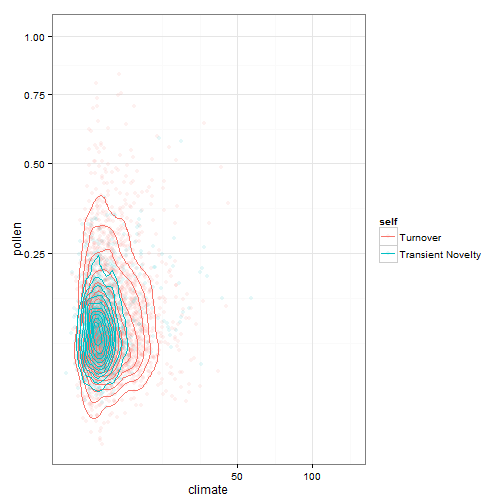 1.00
0.75
0.50
0.25
pollen
50
100
climate
self
Turnover
Transient Novelty